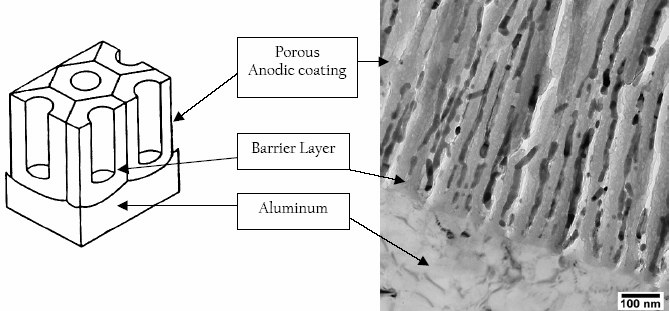 Porous
Anodic coating
Barrier Layer
Aluminum
100 nm